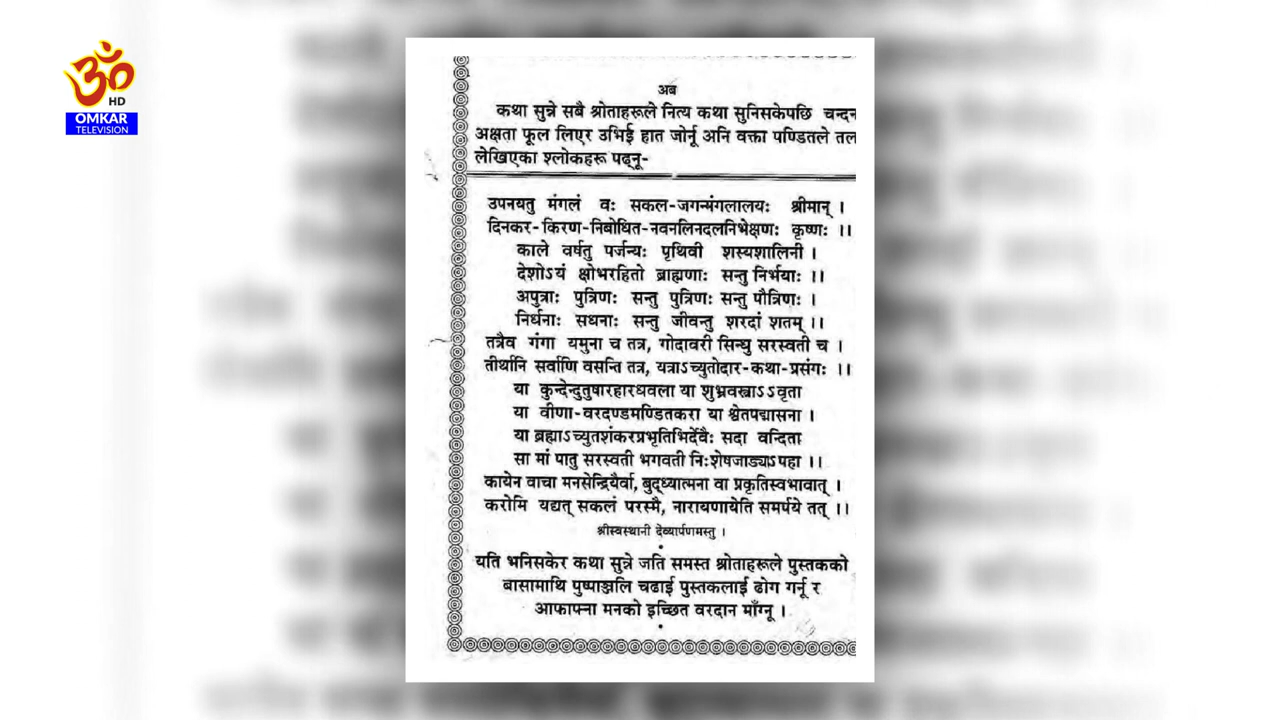 ॐ
HD
OMKAR
TELEVISION
अब
कथा सुन्ने सबै श्रोताहरूले नित्य कथा सुनिसकेपछि चन्दन
अक्षता फूल लिएर उभिई हात जोर्नू अनि वक्ता पण्डितले तल
लेखिएका श्लोकहरू पढ्नू-
उपनयतु मंगलं वः सकल-जगन्मंगलालयः श्रीमान् ।
दिनकर-किरण-निबोधित-नवनलिनदलनिभेक्षणः कृष्णः ।।
काले वर्षतु पर्जन्यः पृथिवी शस्यशालिनी ।
देशोऽयं क्षोभरहितो ब्राह्मणाः सन्तु निर्भयाः ।।
अपुत्राः पुत्रिणः सन्तु पुत्रिणः सन्तु पौत्रिणः ।
निर्धनाः सधनाः सन्तु जीवन्तु शरदां शतम् ।।
तत्रैव गंगा यमुना च तत्र, गोदावरी सिन्धु सरस्वती च ।
तीर्थानि सर्वाणि वसन्ति तत्र, यत्राऽच्युतोदार-कथा-प्रसंगः ।।
या कुन्देन्दुतुषारहारधवला या शुभ्रवस्त्राऽऽवृता
या वीणा-वरदण्डमण्डितकरा या श्वेतपद्मासना ।
या ब्रह्माऽच्युतशंकरप्रभृतिभिर्देवैः सदा वन्दिता
सा मां पातु सरस्वती भगवती निःशेषजाड्याऽपहा ।।
कायेन वाचा मनसेन्द्रियैर्वा, बुद्ध्यात्मना वा प्रकृतिस्वभावात् ।
करोमि यद्यत् सकलं परस्मै, नारायणायेति समर्पये तत् ।।
श्रीस्वस्थानी देव्यार्पणमस्तु ।
यति भनिसकेर कथा सुन्ने जति समस्त श्रोताहरूले पुस्तकको
बासामाथि पुष्पाञ्जलि चढाई पुस्तकलाई ढोग गर्नू र
आफाफ्ना मनको इच्छित वरदान माँग्नू ।